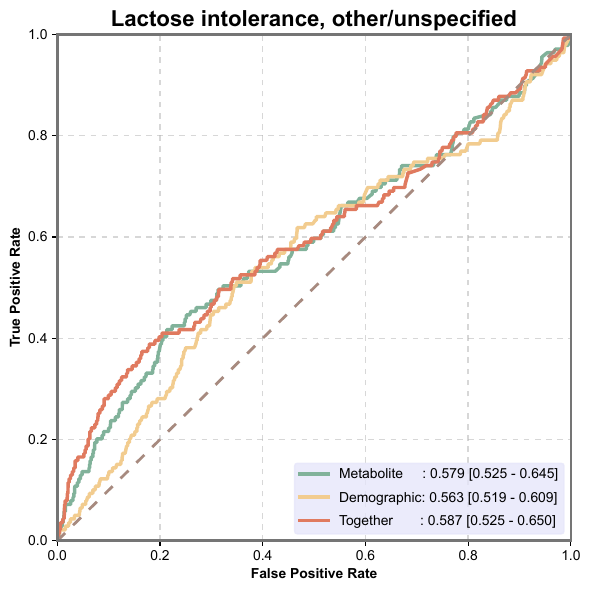 Lactose intolerance, other/unspecified
True Positive Rate
1.0
0.8
0.6
0.4
0.2
0.0
0.0 0.2 0.4 0.6 0.8 1.0
False Positive Rate
Metabolite : 0.579 [0.525 - 0.645]
Demographic: 0.563 [0.519 - 0.609]
Together : 0.587 [0.525 - 0.650]